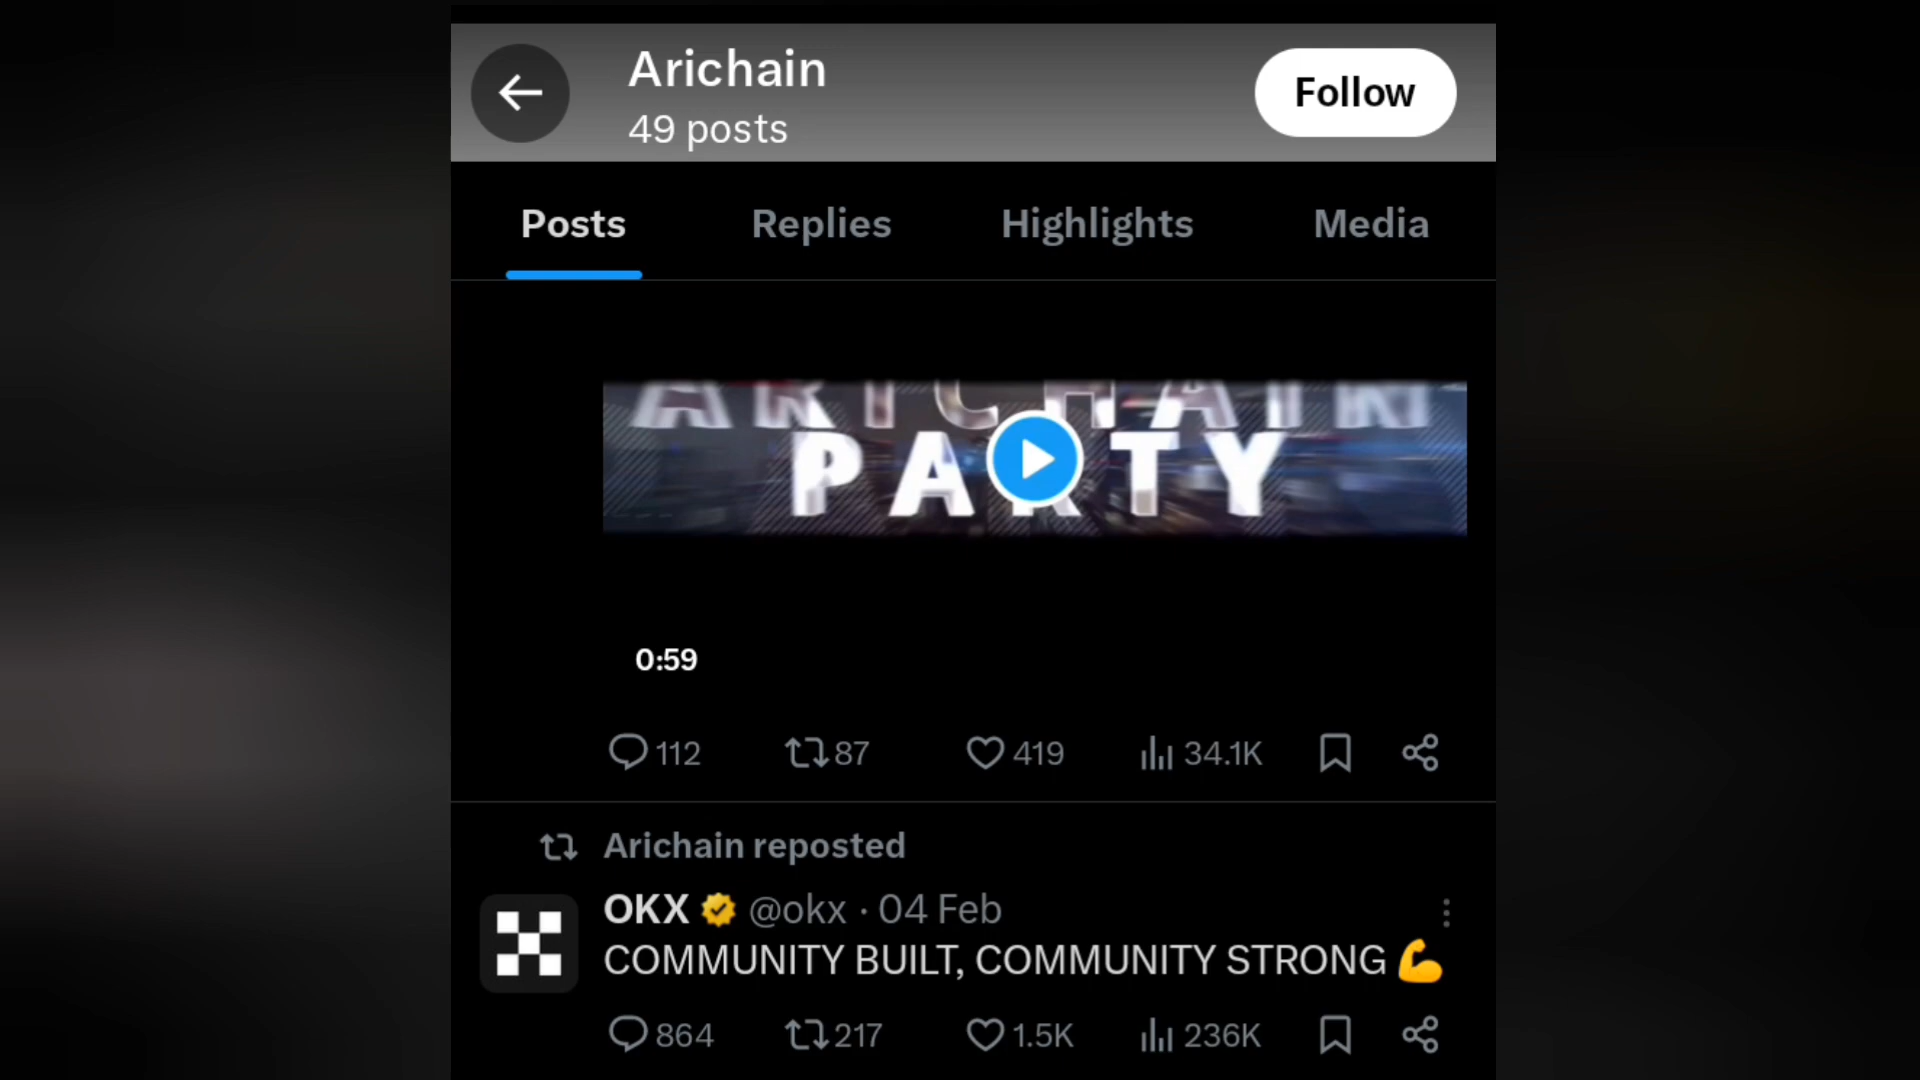 Arichain
49 posts
Follow
Posts
Replies
Highlights
Media
ARICHAIN
PARTY
0:59
112
87
419
34.1K
Arichain reposted
OKX @okx · 04 Feb
COMMUNITY BUILT, COMMUNITY STRONG 💪
864
217
1.5K
236K